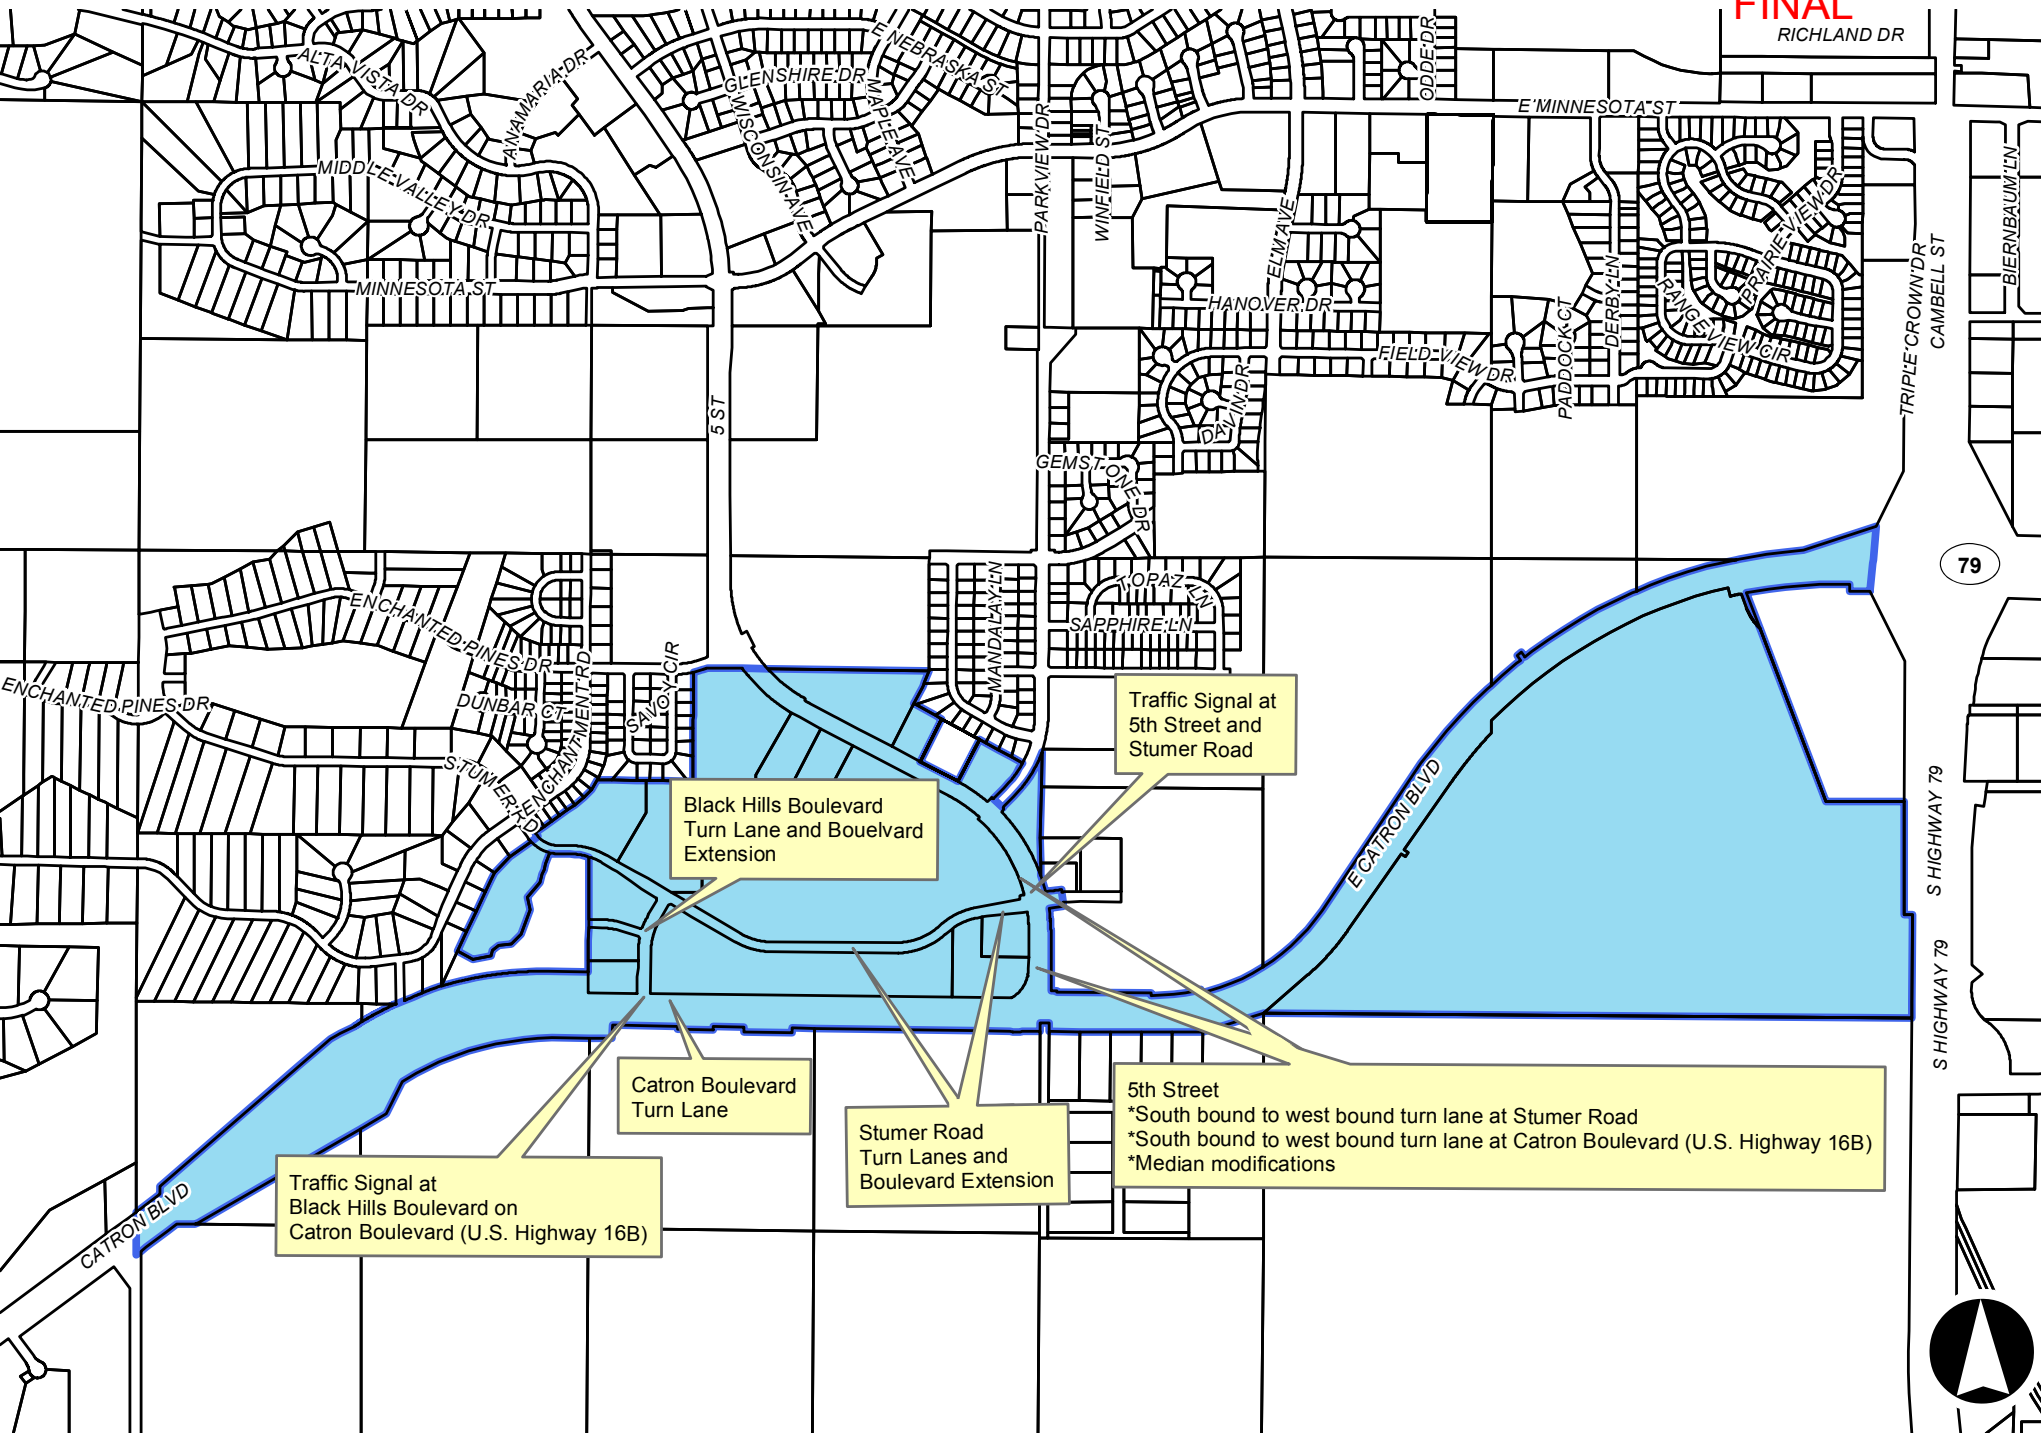 FINAL
RICHLAND DR
ALTA VISTA DR
ANAMARIA DR
GLENSHIRE DR
E NEBRASKA ST
ODDE DR
E MINNESOTA ST
WISCONSIN AVE
MAPLE AVE
PARKVIEW DR
WINFIELD ST
MIDDLE VALLEY DR
BIERNBAUM LN
PRAIRIE VIEW DR
ELM AVE
MINNESOTA ST
HANOVER DR
PADDOCK CT
DERBY LN
RANGE VIEW CIR
TRIPLE CROWN DR
CAMBELL ST
FIELD VIEW DR
5 ST
DAVIN DR
GEMSTONE DR
79
ENCHANTED PINES DR
MANDALAY LN
TOPAZ LN
SAPPHIRE LN
ENCHANTED PINES DR
DUNBAR CT
ENCHANTMENT RD
SAVOY CIR
STUMER RD
Traffic Signal at
5th Street and
Stumer Road
Black Hills Boulevard
Turn Lane and Bouelvard
Extension
E CATRON BLVD
S HIGHWAY 79
S HIGHWAY 79
Catron Boulevard
Turn Lane
Stumer Road
Turn Lanes and
Boulevard Extension
5th Street
*South bound to west bound turn lane at Stumer Road
*South bound to west bound turn lane at Catron Boulevard (U.S. Highway 16B)
*Median modifications
Traffic Signal at
Black Hills Boulevard on
Catron Boulevard (U.S. Highway 16B)
CATRON BLVD